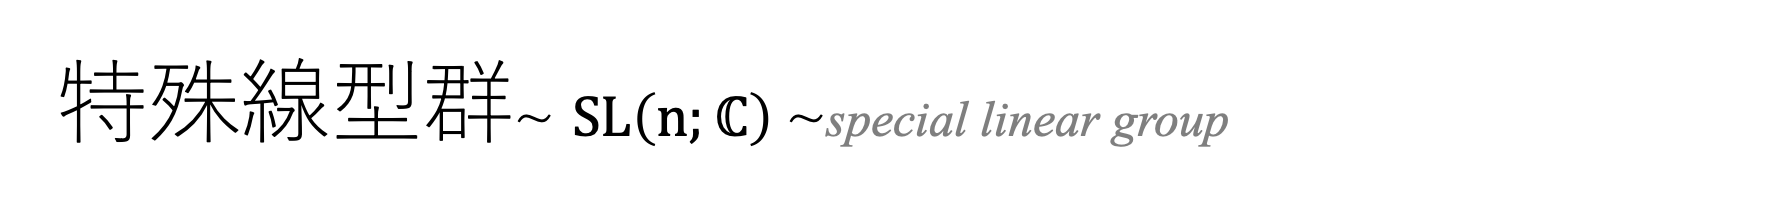 特殊線型群~ SL(n; ℂ) ~special linear group